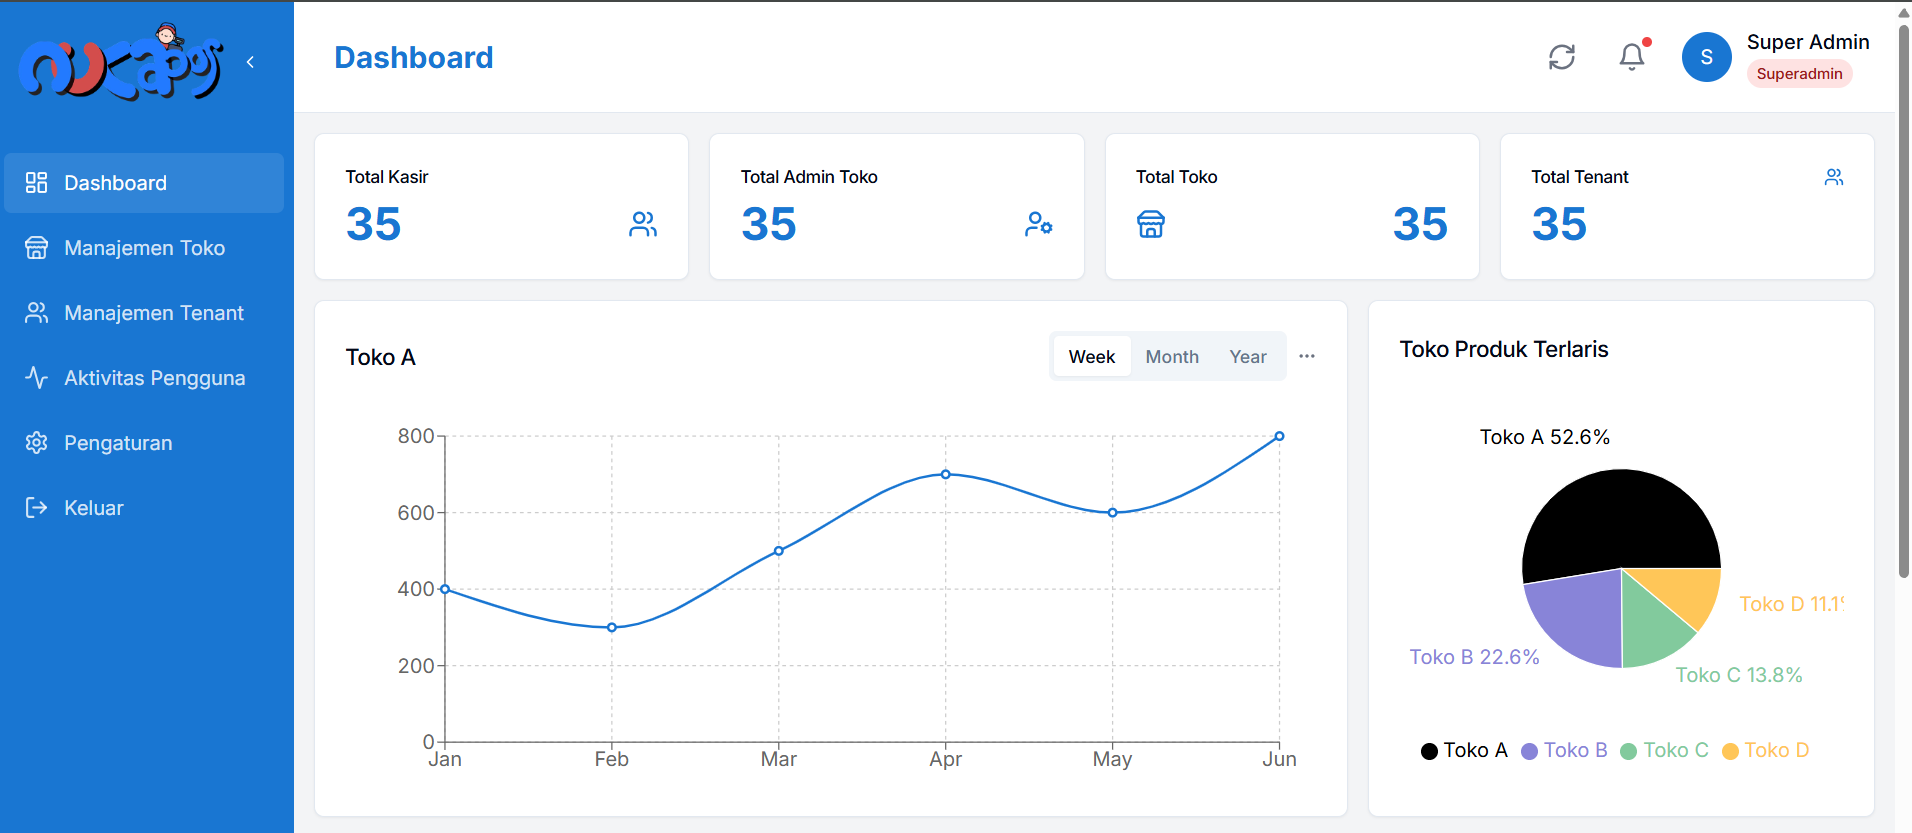 nukapos
Dashboard
Super Admin
S
Superadmin
Dashboard
Manajemen Toko
Manajemen Tenant
Aktivitas Pengguna
Pengaturan
Keluar
Total Kasir
35
Total Admin Toko
35
Total Toko
35
Total Tenant
35
Toko A
Week Month Year
800
600
400
200
0
Jan Feb Mar Apr May Jun
Toko Produk Terlaris
Toko A 52.6%
Toko D 11.1
Toko B 22.6%
Toko C 13.8%
Toko A Toko B Toko C Toko D